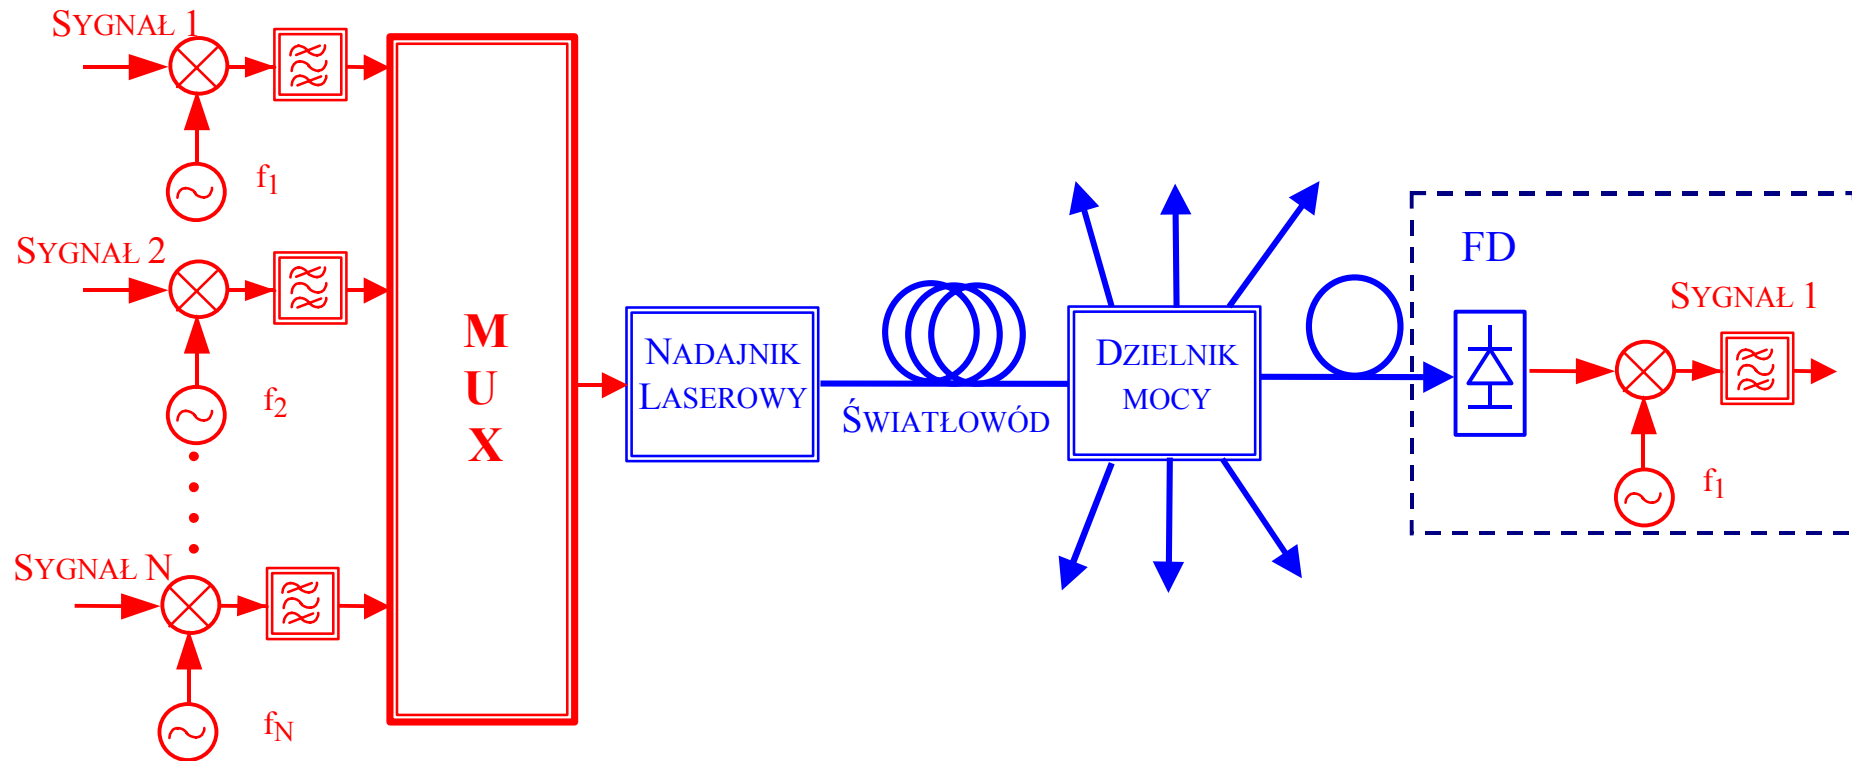 SYGNAŁ 1
f1
SYGNAŁ 2
f2
SYGNAŁ N
fN
M
U
X
NADAJNIK
LASEROWY
ŚWIATŁOWÓD
DZIELNIK
MOCY
FD
SYGNAŁ 1
f1